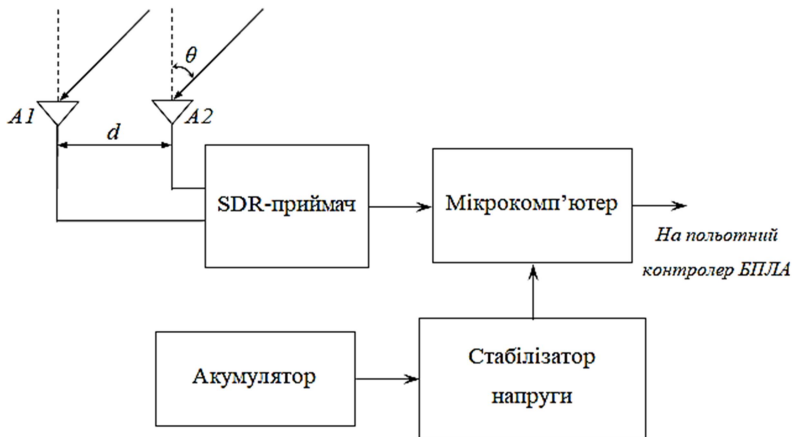 θ
A1
A2
d
SDR-приймач
Мікрокомп’ютер
На польотний
контролер БПЛА
Акумулятор
Стабілізатор
напруги